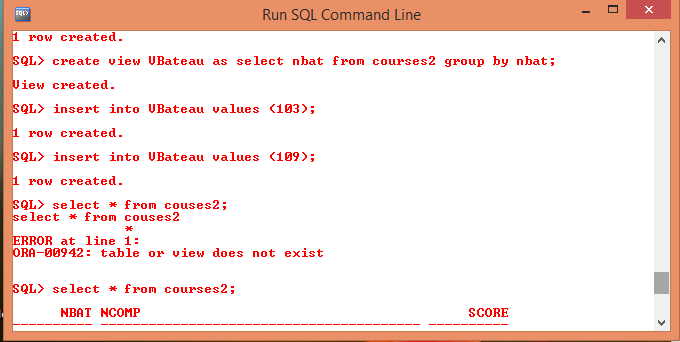 Run SQL Command Line
1 row created.
SQL> create view VBateau as select nbat from courses2 group by nbat;
View created.
SQL> insert into VBateau values (103);
1 row created.
SQL> insert into VBateau values (109);
1 row created.
SQL> select * from couses2;
select * from couses2
*
ERROR at line 1:
ORA-00942: table or view does not exist
SQL> select * from courses2;
NBAT NCOMP SCORE
---------- ---------------------------------------- ----------